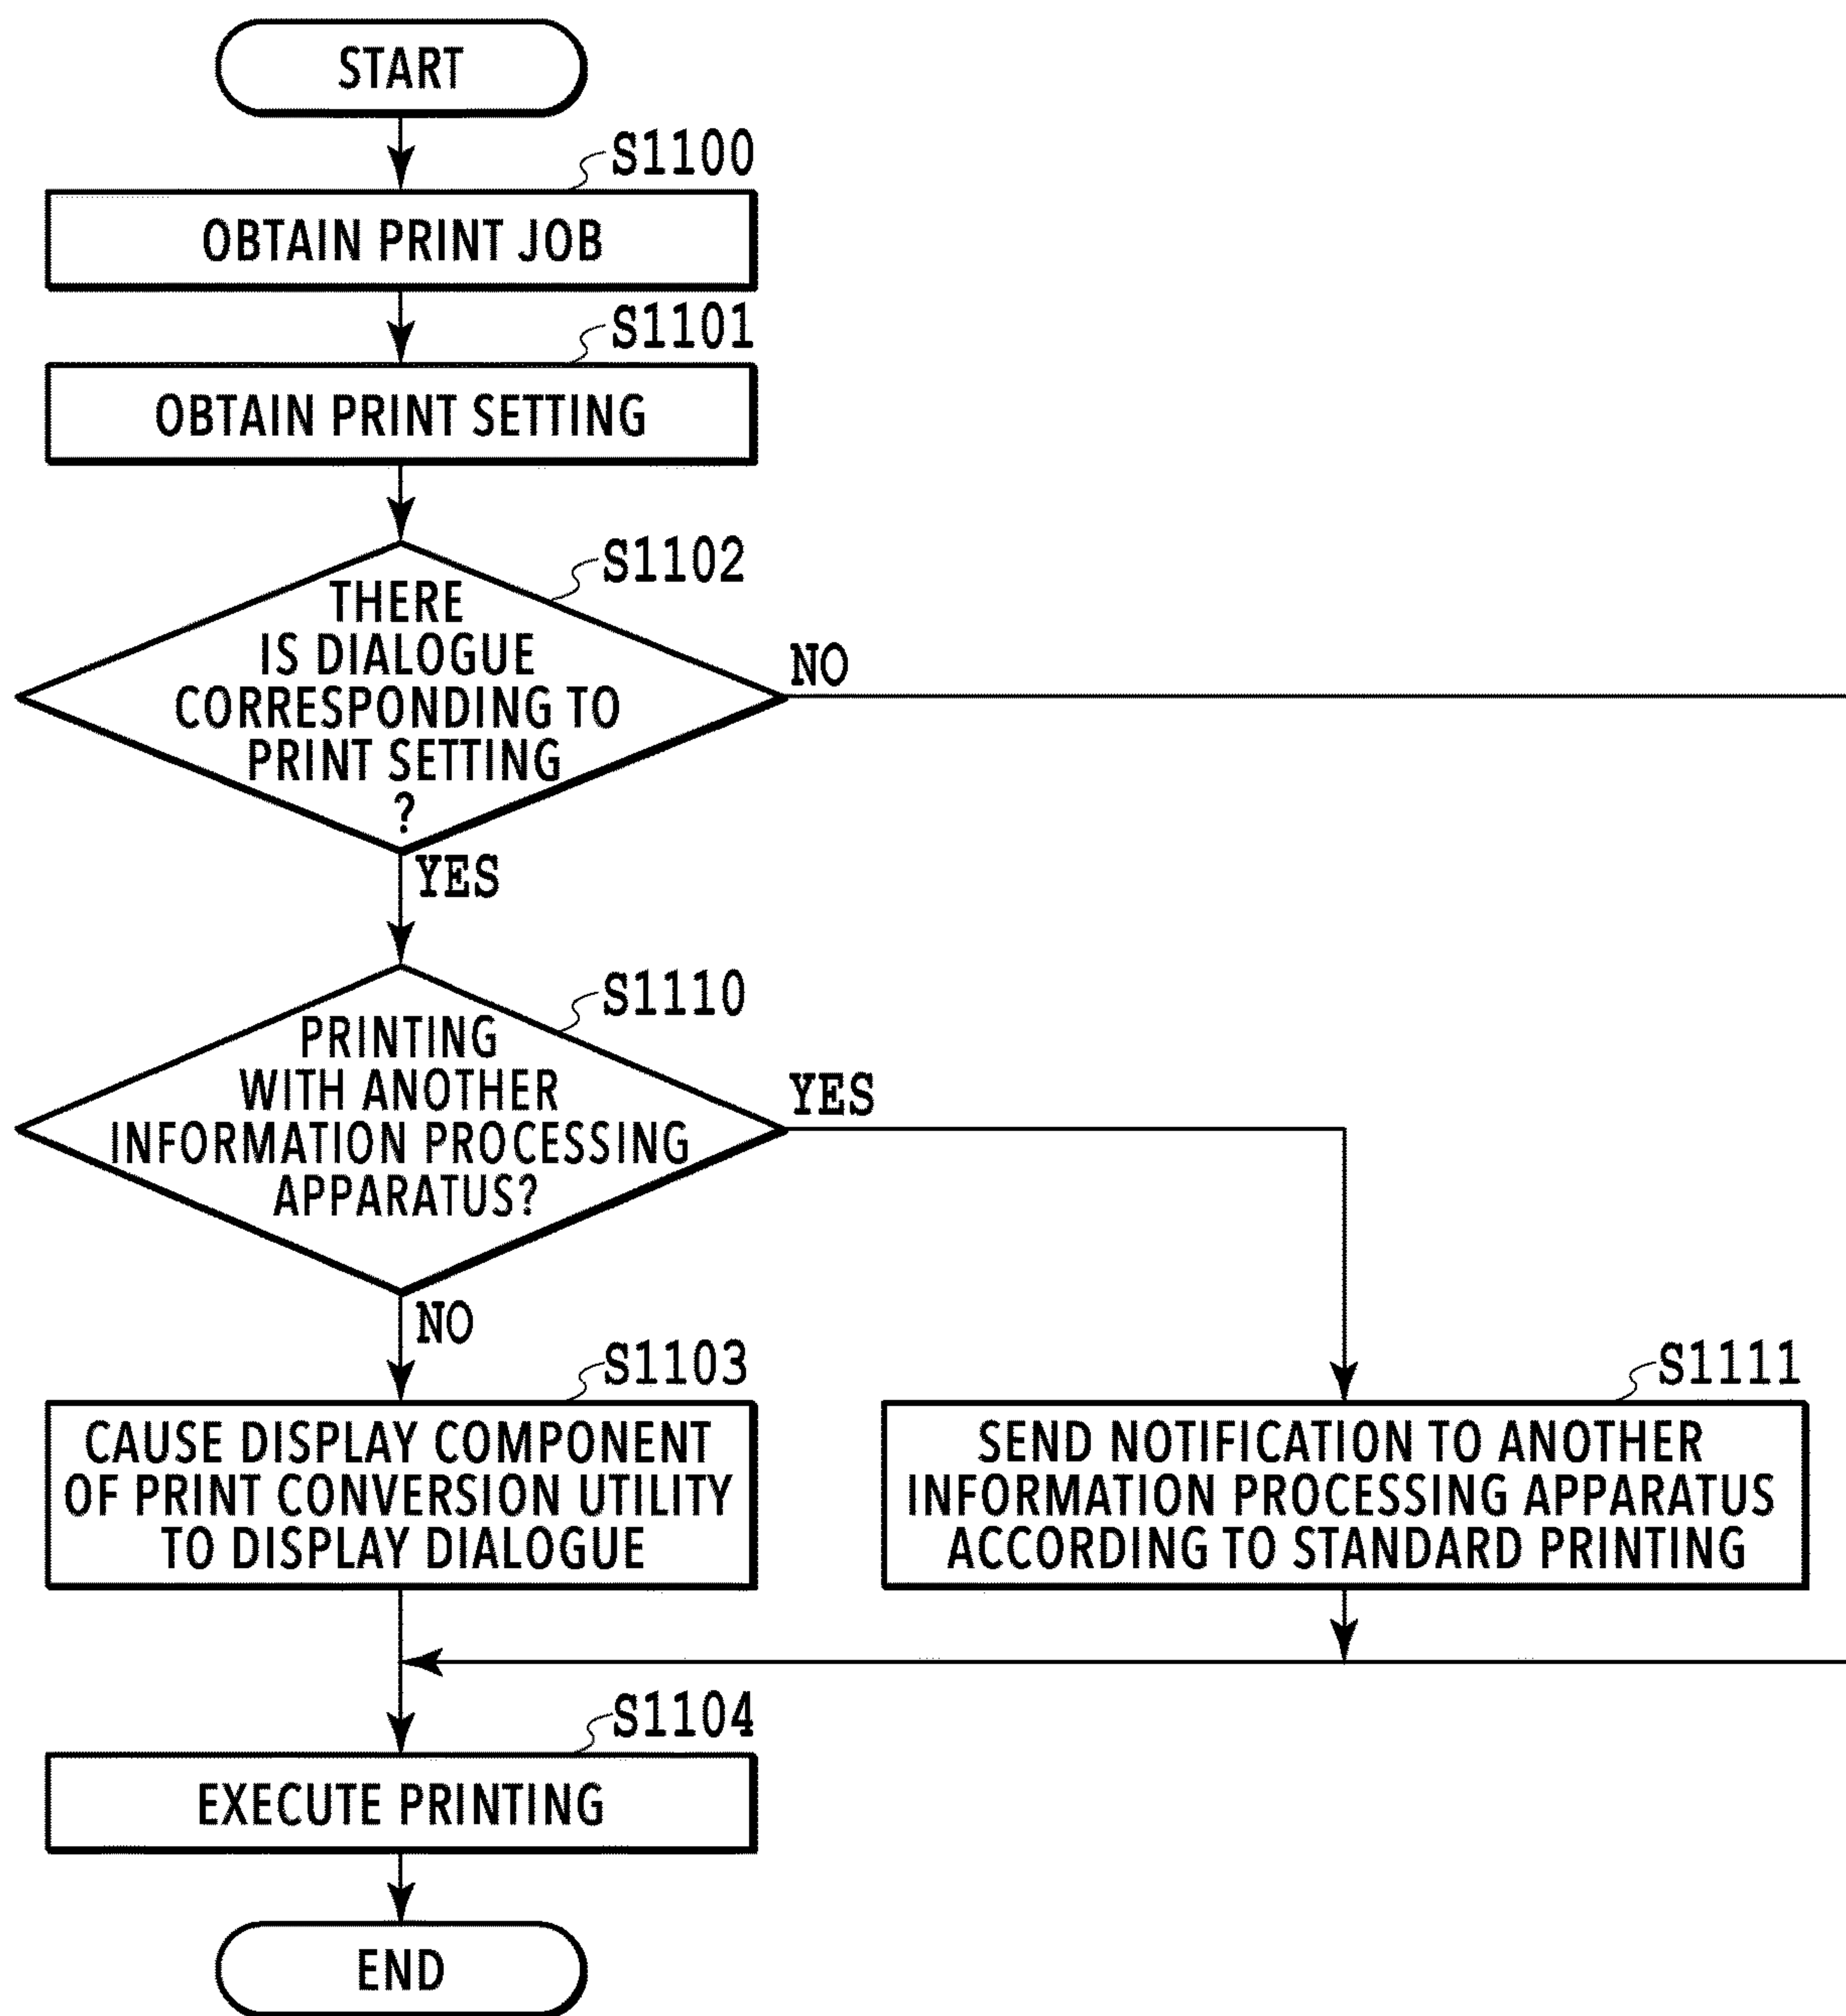 START
S1100
OBTAIN PRINT JOB
S1101
OBTAIN PRINT SETTING
S1102
THERE
IS DIALOGUE
CORRESPONDING TO
PRINT SETTING
?
NO
YES
S1110
PRINTING
WITH ANOTHER
INFORMATION PROCESSING
APPARATUS?
YES
NO
S1103
CAUSE DISPLAY COMPONENT
OF PRINT CONVERSION UTILITY
TO DISPLAY DIALOGUE
S1111
SEND NOTIFICATION TO ANOTHER
INFORMATION PROCESSING APPARATUS
ACCORDING TO STANDARD PRINTING
S1104
EXECUTE PRINTING
END